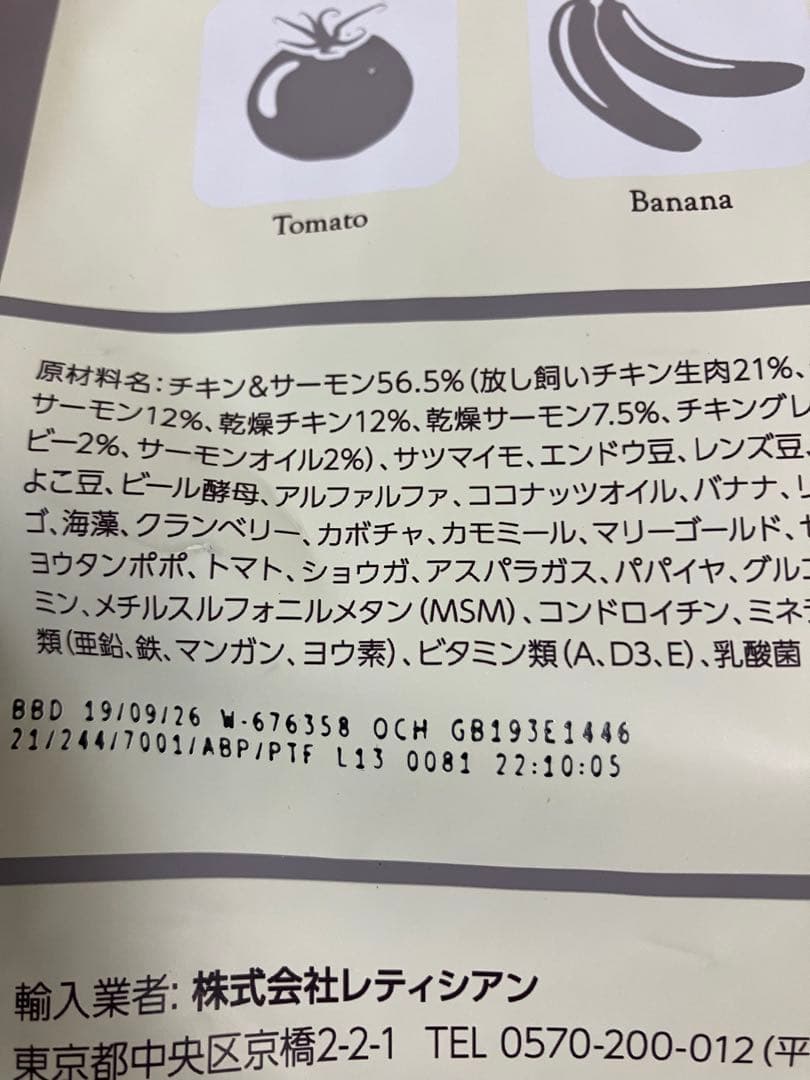 Tomato
Banana
原材料名:チキン&サーモン56.5%(放し飼いチキン生肉21%、
サーモン12%、乾燥チキン12%、乾燥サーモン7.5%、チキングレ
ビー2%、サーモンオイル2%)、サツマイモ、エンドウ豆、レンズ豆、
よこ豆、ビール酵母、アルファルファ、ココナッツオイル、バナナ、リ
ゴ、海藻、クランベリー、カボチャ、カモミール、マリーゴールド、セ
ヨウタンポポ、トマト、ショウガ、アスパラガス、パパイヤ、グルコ
ミン、メチルスルフォニルメタン(MSM)、コンドロイチン、ミネラ
類(亜鉛、鉄、マンガン、ヨウ素)、ビタミン類(A、D3、E)、乳酸菌
BBD 19/09/26 W-676358 OCH GB193E1446
21/244/7001/ABP/PTF L13 0081 22:10:05
輸入業者: 株式会社レティシアン
東京都中央区京橋2-2-1 TEL 0570-200-012(平